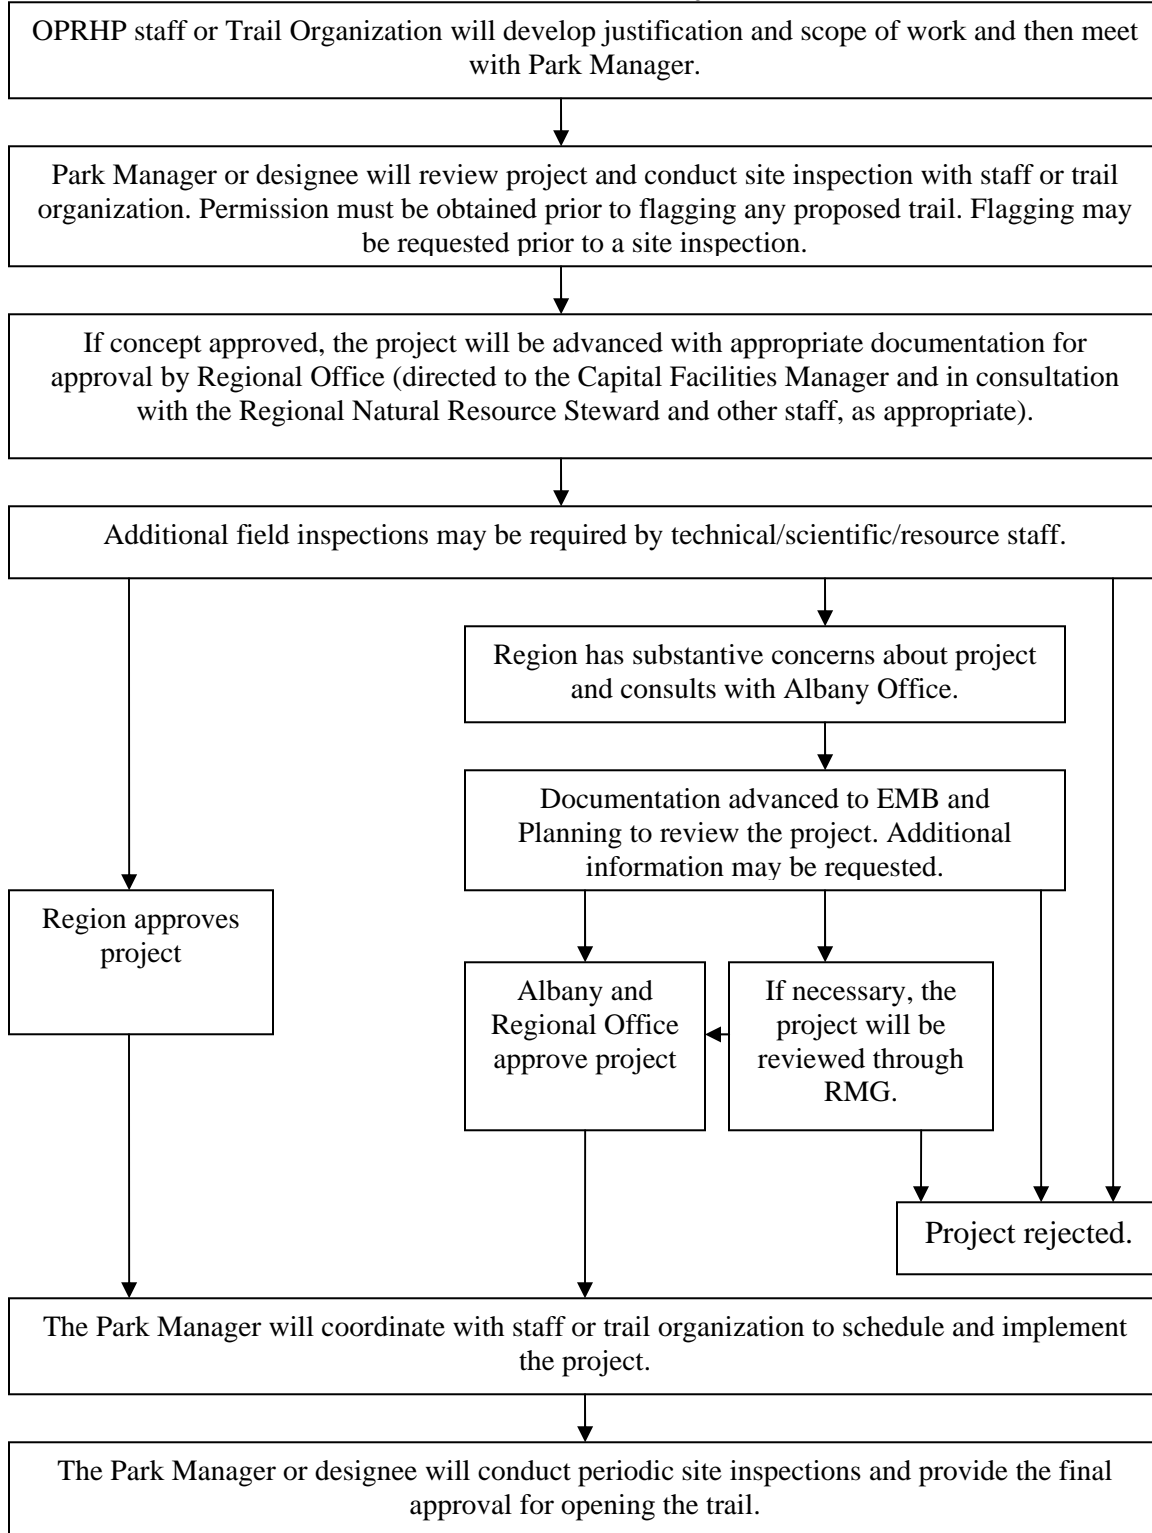 OPRHP staff or Trail Organization will develop justification and scope of work and then meet
with Park Manager.
Park Manager or designee will review project and conduct site inspection with staff or trail
organization. Permission must be obtained prior to flagging any proposed trail. Flagging may
be requested prior to a site inspection.
If concept approved, the project will be advanced with appropriate documentation for
approval by Regional Office (directed to the Capital Facilities Manager and in consultation
with the Regional Natural Resource Steward and other staff, as appropriate).
Additional field inspections may be required by technical/scientific/resource staff.
Region has substantive concerns about project
and consults with Albany Office.
Documentation advanced to EMB and
Planning to review the project. Additional
information may be requested.
Region approves
project
Albany and
Regional Office
approve project
If necessary, the
project will be
reviewed through
RMG.
Project rejected.
The Park Manager will coordinate with staff or trail organization to schedule and implement
the project.
The Park Manager or designee will conduct periodic site inspections and provide the final
approval for opening the trail.